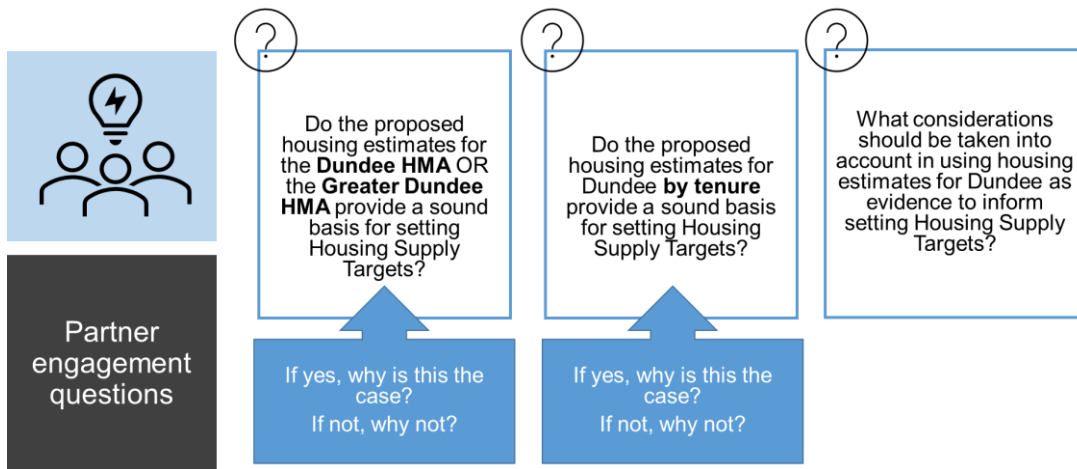 ?
Do the proposed
housing estimates for
the Dundee HMA OR
the Greater Dundee
HMA provide a sound
basis for setting
Housing Supply
Targets?
If yes, why is this the
case?
If not, why not?
?
Do the proposed
housing estimates for
Dundee by tenure
provide a sound basis
for setting Housing
Supply Targets?
If yes, why is this the
case?
If not, why not?
?
What considerations
should be taken into
account in using housing
estimates for Dundee as
evidence to inform
setting Housing Supply
Targets?
Partner
engagement
questions